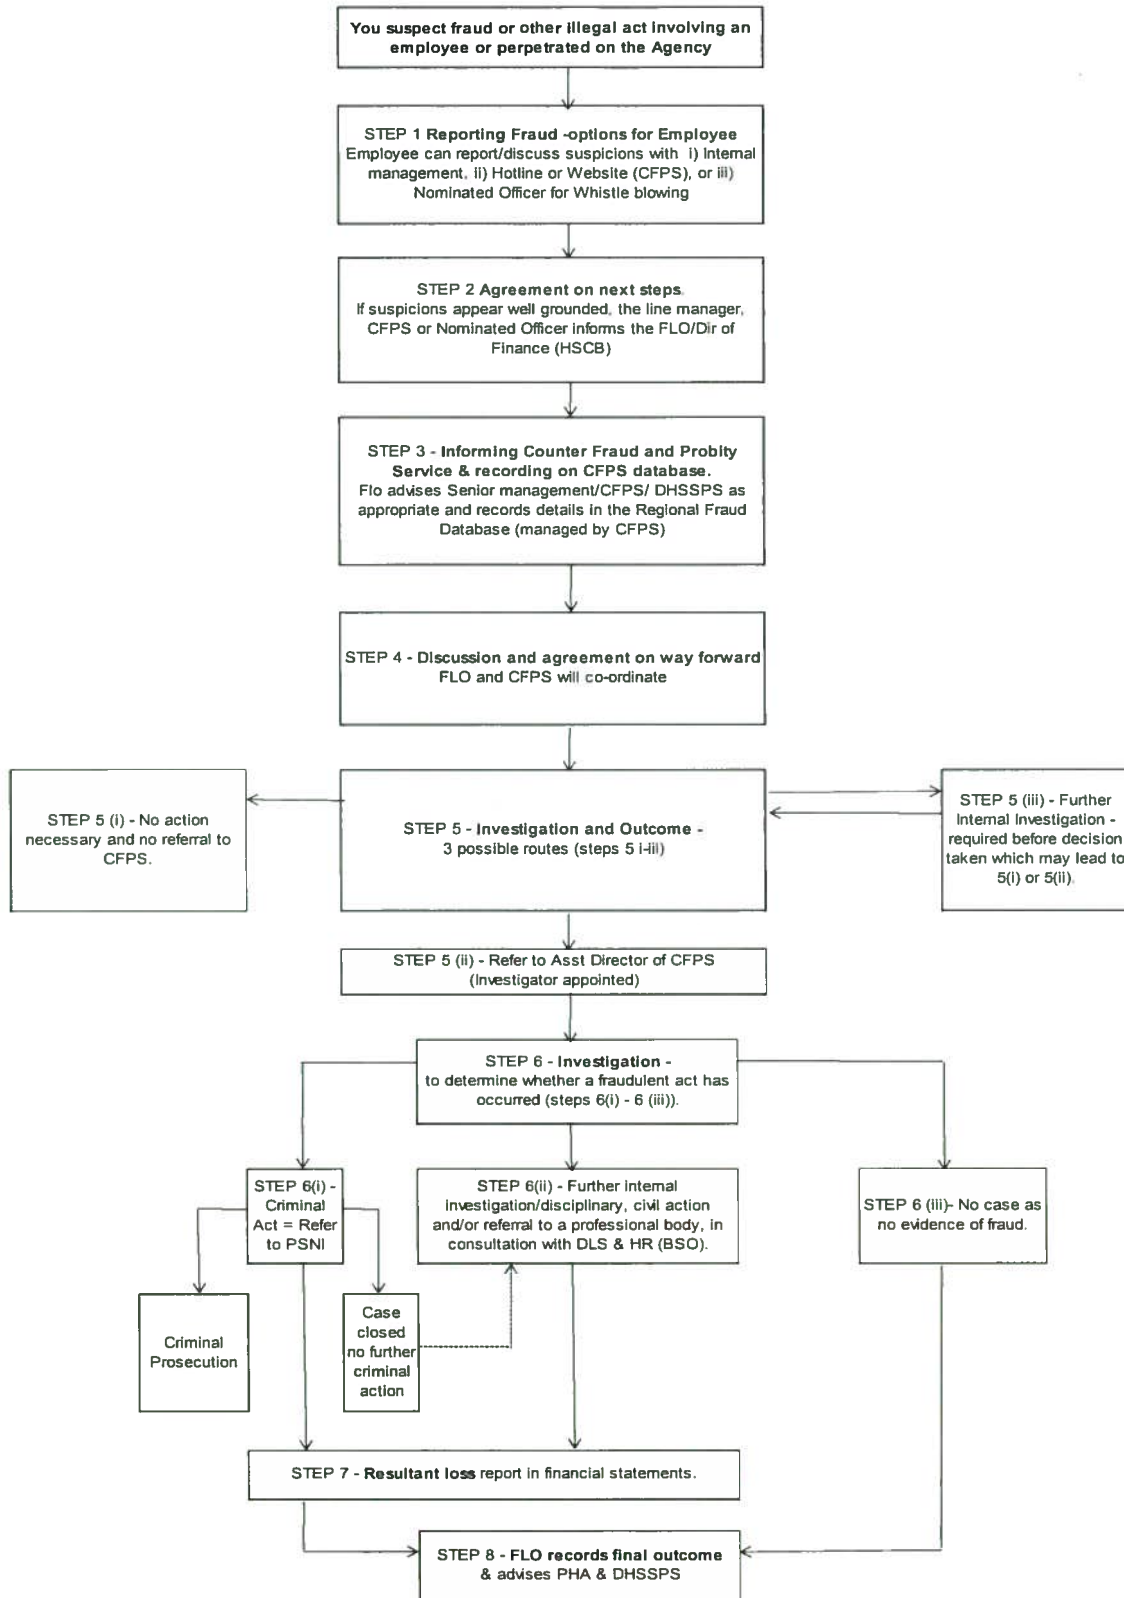 You suspect fraud or other illegal act involving an
employee or perpetrated on the Agency
STEP 1 Reporting Fraud -options for Employee
Employee can report/discuss suspicions with i) Internal
management, ii) Hotline or Website (CFPS), or iii)
Nominated Officer for Whistle blowing
STEP 2 Agreement on next steps.
If suspicions appear well grounded, the line manager,
CFPS or Nominated Officer informs the FLO/Dir of
Finance (HSCB)
STEP 3 - Informing Counter Fraud and Probity
Service & recording on CFPS database.
Flo advises Senior management/CFPS/ DHSSPS as
appropriate and records details in the Regional Fraud
Database (managed by CFPS)
STEP 4 - Discussion and agreement on way forward
FLO and CFPS will co-ordinate
STEP 5 (i) - No action
necessary and no referral to
CFPS.
STEP 5 - Investigation and Outcome -
3 possible routes (steps 5 i-iii)
STEP 5 (iii) - Further
Internal Investigation -
required before decision
taken which may lead to
5(i) or 5(ii).
STEP 5 (ii) - Refer to Asst Director of CFPS
(Investigator appointed)
STEP 6 - Investigation -
to determine whether a fraudulent act has
occurred (steps 6(i) - 6 (iii)).
STEP 6(i) -
Criminal
Act = Refer
to PSNI
STEP 6(ii) - Further internal
investigation/disciplinary, civil action
and/or referral to a professional body, in
consultation with DLS & HR (BSO).
STEP 6 (iii)- No case as
no evidence of fraud.
Criminal
Prosecution
Case
closed
no further
criminal
action
STEP 7 - Resultant loss report in financial statements.
STEP 8 - FLO records final outcome
& advises PHA & DHSSPS